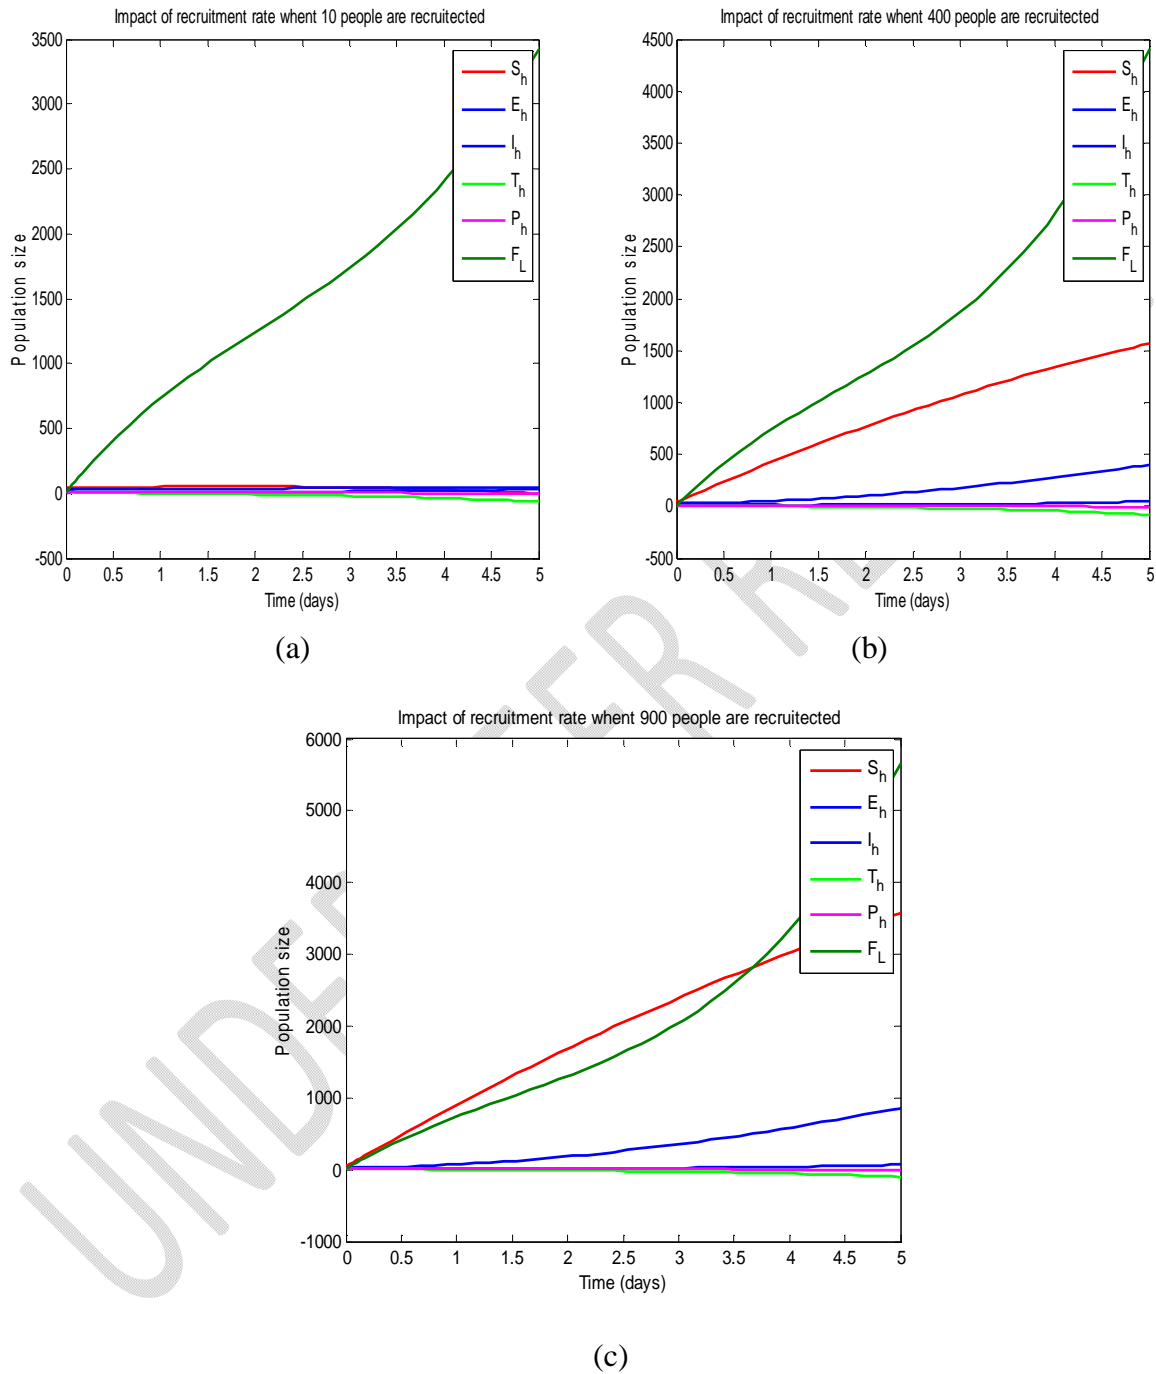 Impact of recruitment rate whent 10 people are recruitected
3500
3000
2500
2000
1500
1000
500
0
-500
Population size
0 0.5 1 1.5 2 2.5 3 3.5 4 4.5 5
Time (days)
S_h
E_h
I_h
T_h
P_h
F_L
(a)
Impact of recruitment rate whent 400 people are recruitected
4500
4000
3500
3000
2500
2000
1500
1000
500
0
-500
Population size
0 0.5 1 1.5 2 2.5 3 3.5 4 4.5 5
Time (days)
S_h
E_h
I_h
T_h
P_h
F_L
(b)
Impact of recruitment rate whent 900 people are recruitected
6000
5000
4000
3000
2000
1000
0
-1000
Population size
0 0.5 1 1.5 2 2.5 3 3.5 4 4.5 5
Time (days)
S_h
E_h
I_h
T_h
P_h
F_L
(c)